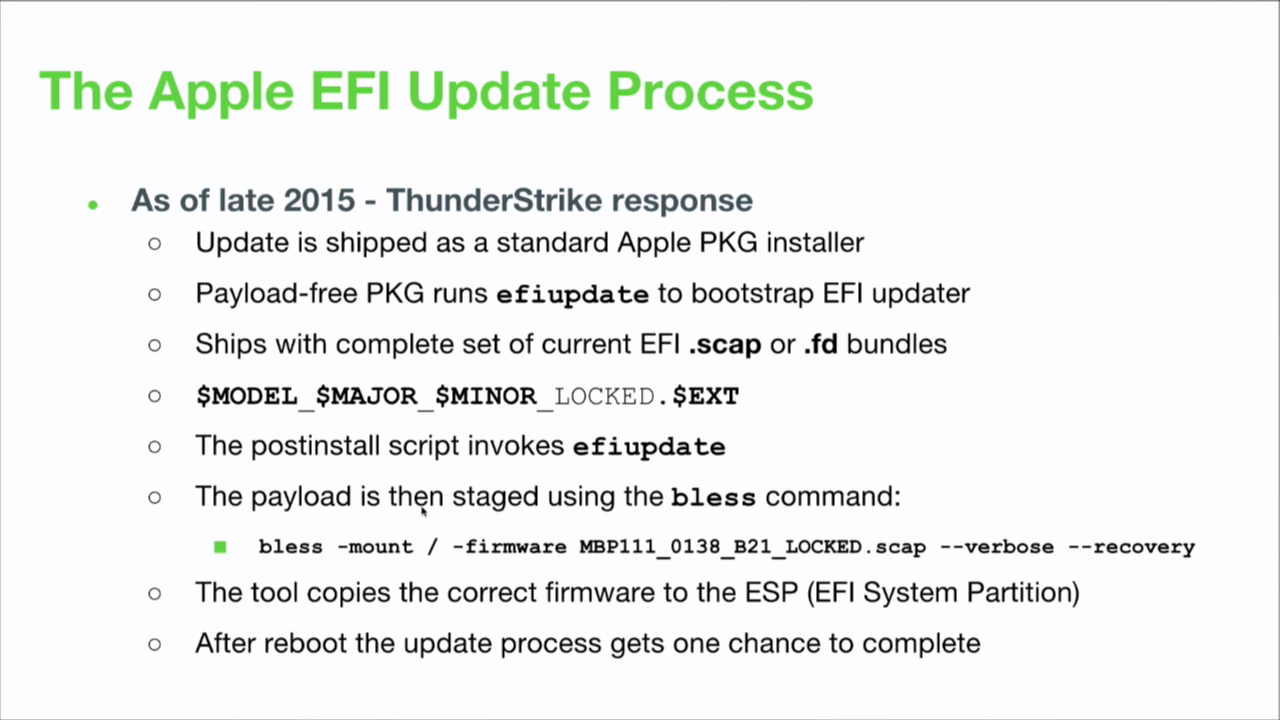 The Apple EFI Update Process
• As of late 2015 - ThunderStrike response
○ Update is shipped as a standard Apple PKG installer
○ Payload-free PKG runs efiupdate to bootstrap EFI updater
○ Ships with complete set of current EFI .scap or .fd bundles
○ $MODEL_$MAJOR_$MINOR_LOCKED.$EXT
○ The postinstall script invokes efiupdate
○ The payload is then staged using the bless command:
■ bless -mount / -firmware MBP111_0138_B21_LOCKED.scap --verbose --recovery
○ The tool copies the correct firmware to the ESP (EFI System Partition)
○ After reboot the update process gets one chance to complete